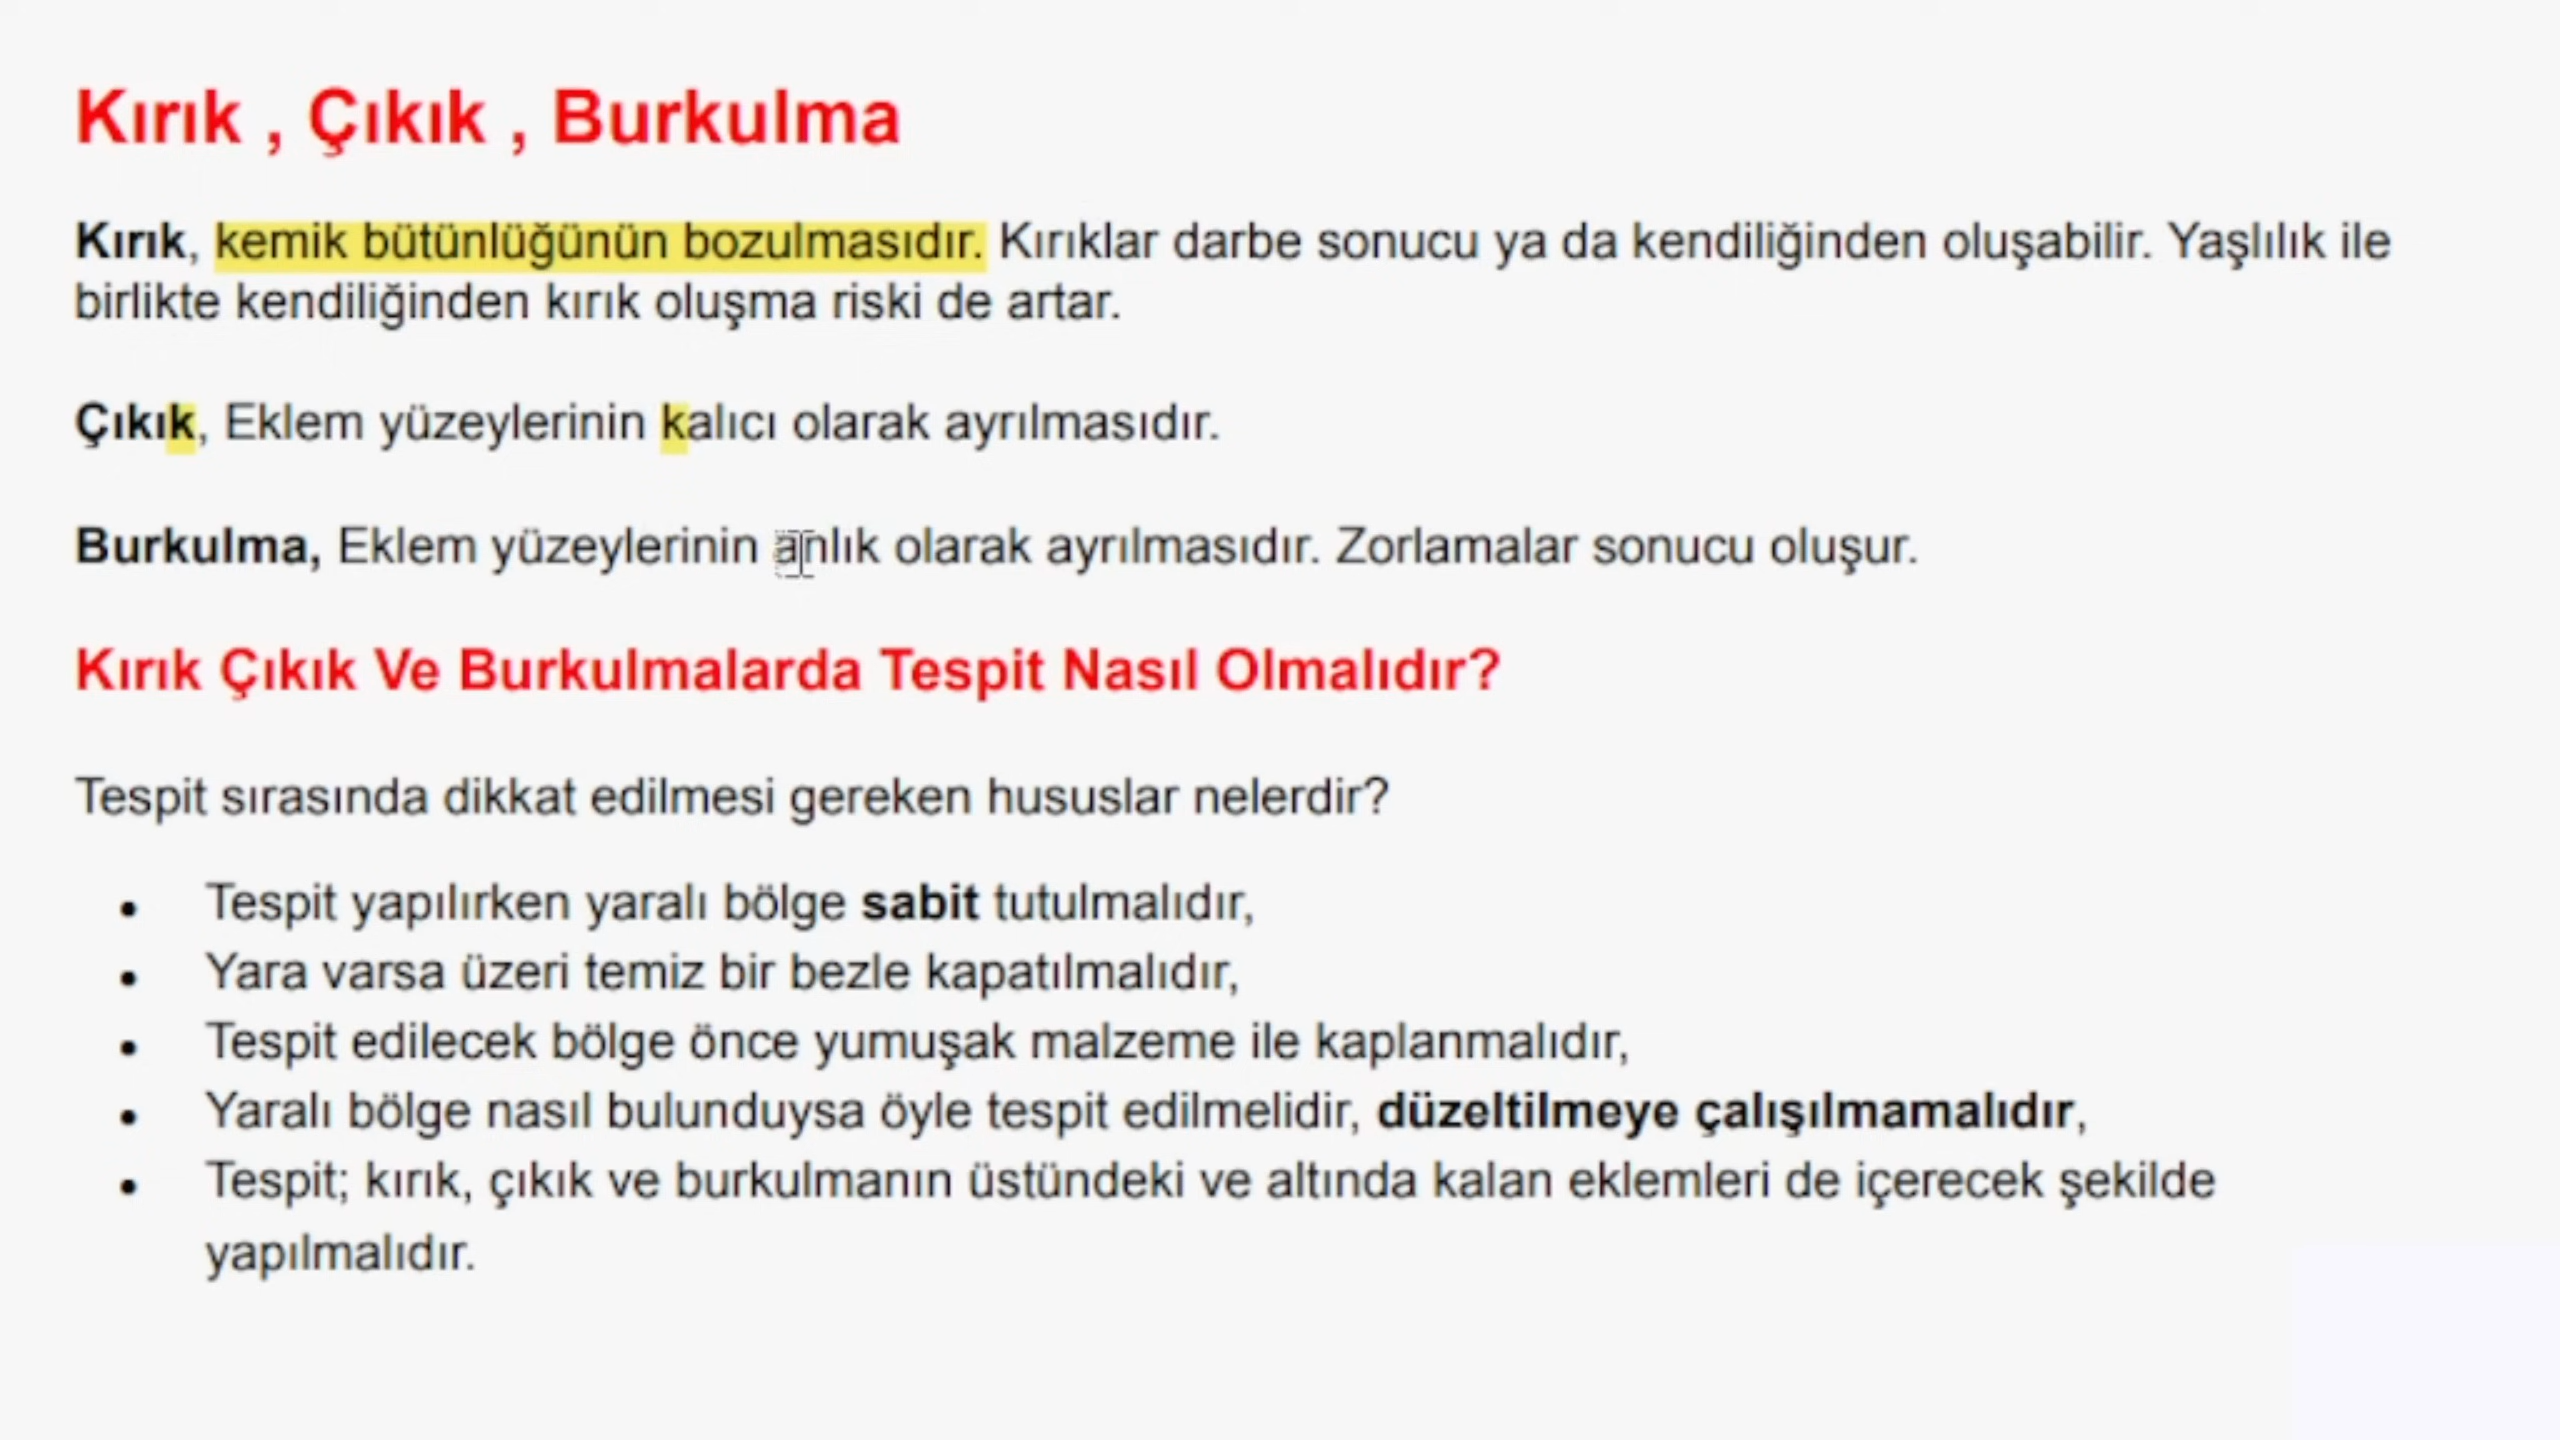 Kırık , Çıkık , Burkulma
Kırık, kemik bütünlüğünün bozulmasıdır. Kırıklar darbe sonucu ya da kendiliğinden oluşabilir. Yaşlılık ile
birlikte kendiliğinden kırık oluşma riski de artar.
Çıkık, Eklem yüzeylerinin kalıcı olarak ayrılmasıdır.
Burkulma, Eklem yüzeylerinin anlık olarak ayrılmasıdır. Zorlamalar sonucu oluşur.
Kırık Çıkık Ve Burkulmalarda Tespit Nasıl Olmalıdır?
Tespit sırasında dikkat edilmesi gereken hususlar nelerdir?
• Tespit yapılırken yaralı bölge sabit tutulmalıdır,
• Yara varsa üzeri temiz bir bezle kapatılmalıdır,
• Tespit edilecek bölge önce yumuşak malzeme ile kaplanmalıdır,
• Yaralı bölge nasıl bulunduysa öyle tespit edilmelidir, düzeltilmeye çalışılmamalıdır,
• Tespit; kırık, çıkık ve burkulmanın üstündeki ve altında kalan eklemleri de içerecek şekilde
yapılmalıdır.